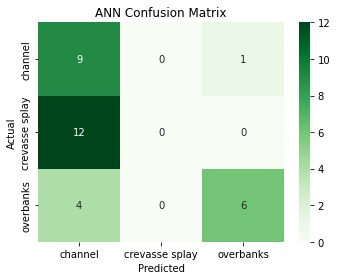 ANN Confusion Matrix
Actual
channel
crevasse splay
overbanks
9 0 1
12 0 0
4 0 6
channel crevasse splay overbanks
Predicted
12
10
8
6
4
2
0